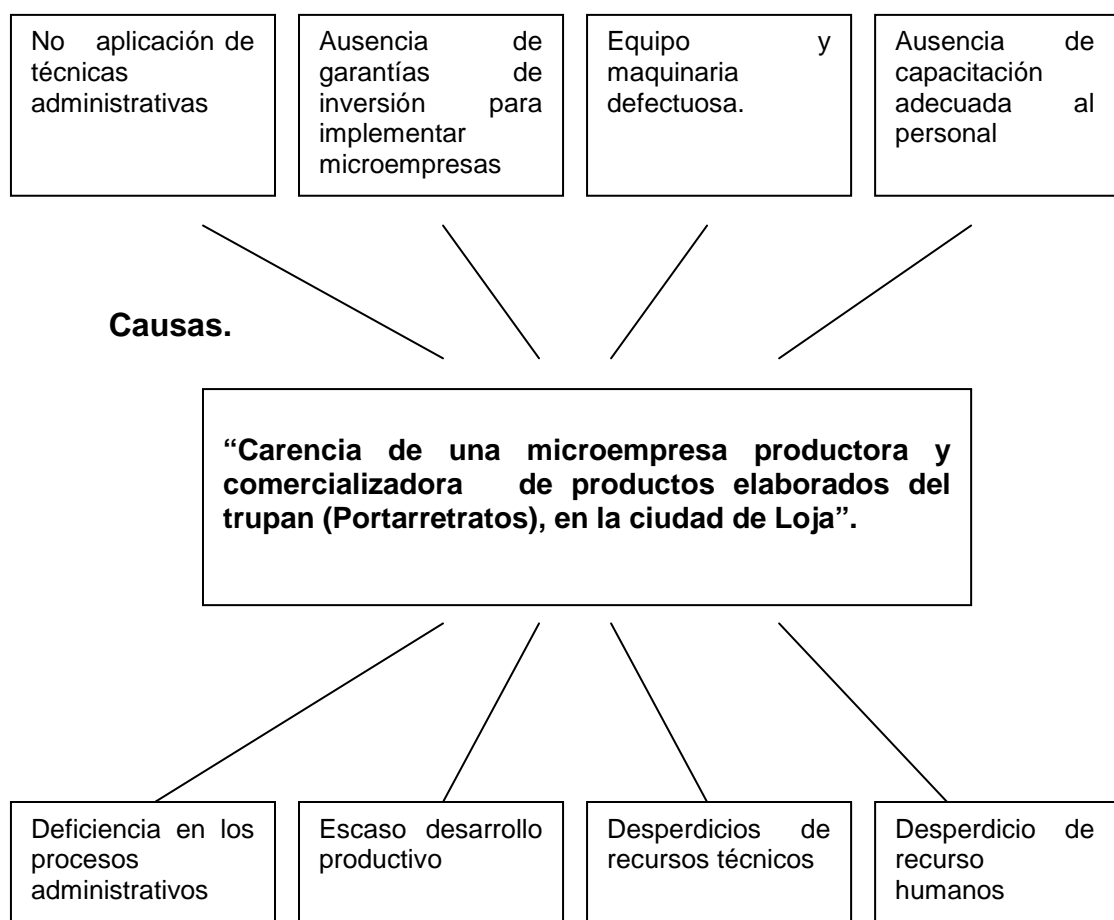 No aplicación de
técnicas
administrativas
Ausencia de
garantías de
inversión para
implementar
microempresas
Equipo y
maquinaria
defectuosa.
Ausencia de
capacitación
adecuada al
personal
Causas.
“Carencia de una microempresa productora y
comercializadora de productos elaborados del
trupan (Portarretratos), en la ciudad de Loja”.
Deficiencia en los
procesos
administrativos
Escaso desarrollo
productivo
Desperdicios de
recursos técnicos
Desperdicio de
recurso
humanos